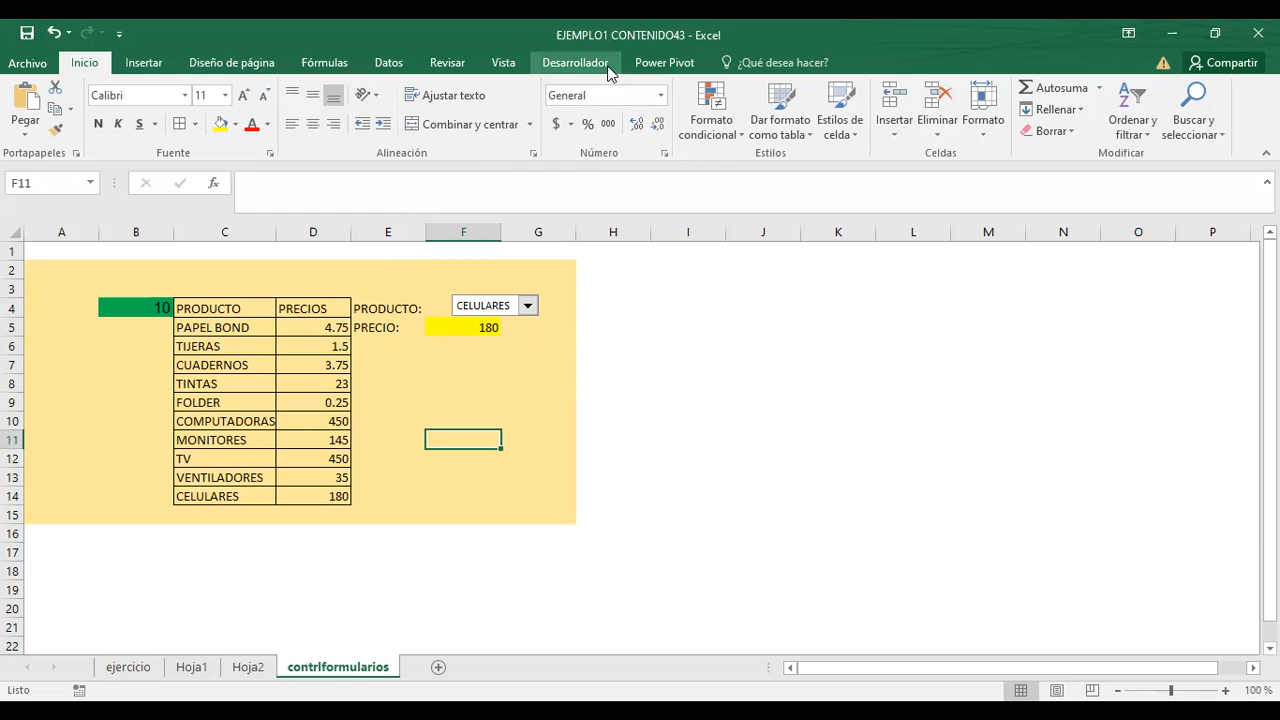 EJEMPLO1 CONTENIDO43 - Excel
Archivo Inicio Insertar Diseño de página Fórmulas Datos Revisar Vista Desarrollador Power Pivot ¿Qué desea hacer? Compartir
Pegar
Portapapeles
Calibri 11
N K S
Fuente
Ajustar texto
Combinar y centrar
Alineación
General
$ % 000
Número
Formato condicional
Dar formato como tabla
Estilos de celda
Estilos
Insertar Eliminar Formato
Celdas
Autosuma
Rellenar
Borrar
Ordenar y filtrar
Buscar y seleccionar
Modificar
F11 fx
A B C D E F G H I J K L M N O P
1
2
3
4 10 PRODUCTO PRECIOS PRODUCTO: CELULARES
5 PAPEL BOND 4.75 PRECIO: 180
6 TIJERAS 1.5
7 CUADERNOS 3.75
8 TINTAS 23
9 FOLDER 0.25
10 COMPUTADORAS 450
11 MONITORES 145
12 TV 450
13 VENTILADORES 35
14 CELULARES 180
15
16
17
18
19
20
21
22
ejercicio Hoja1 Hoja2 contrlformularios
Listo 100 %